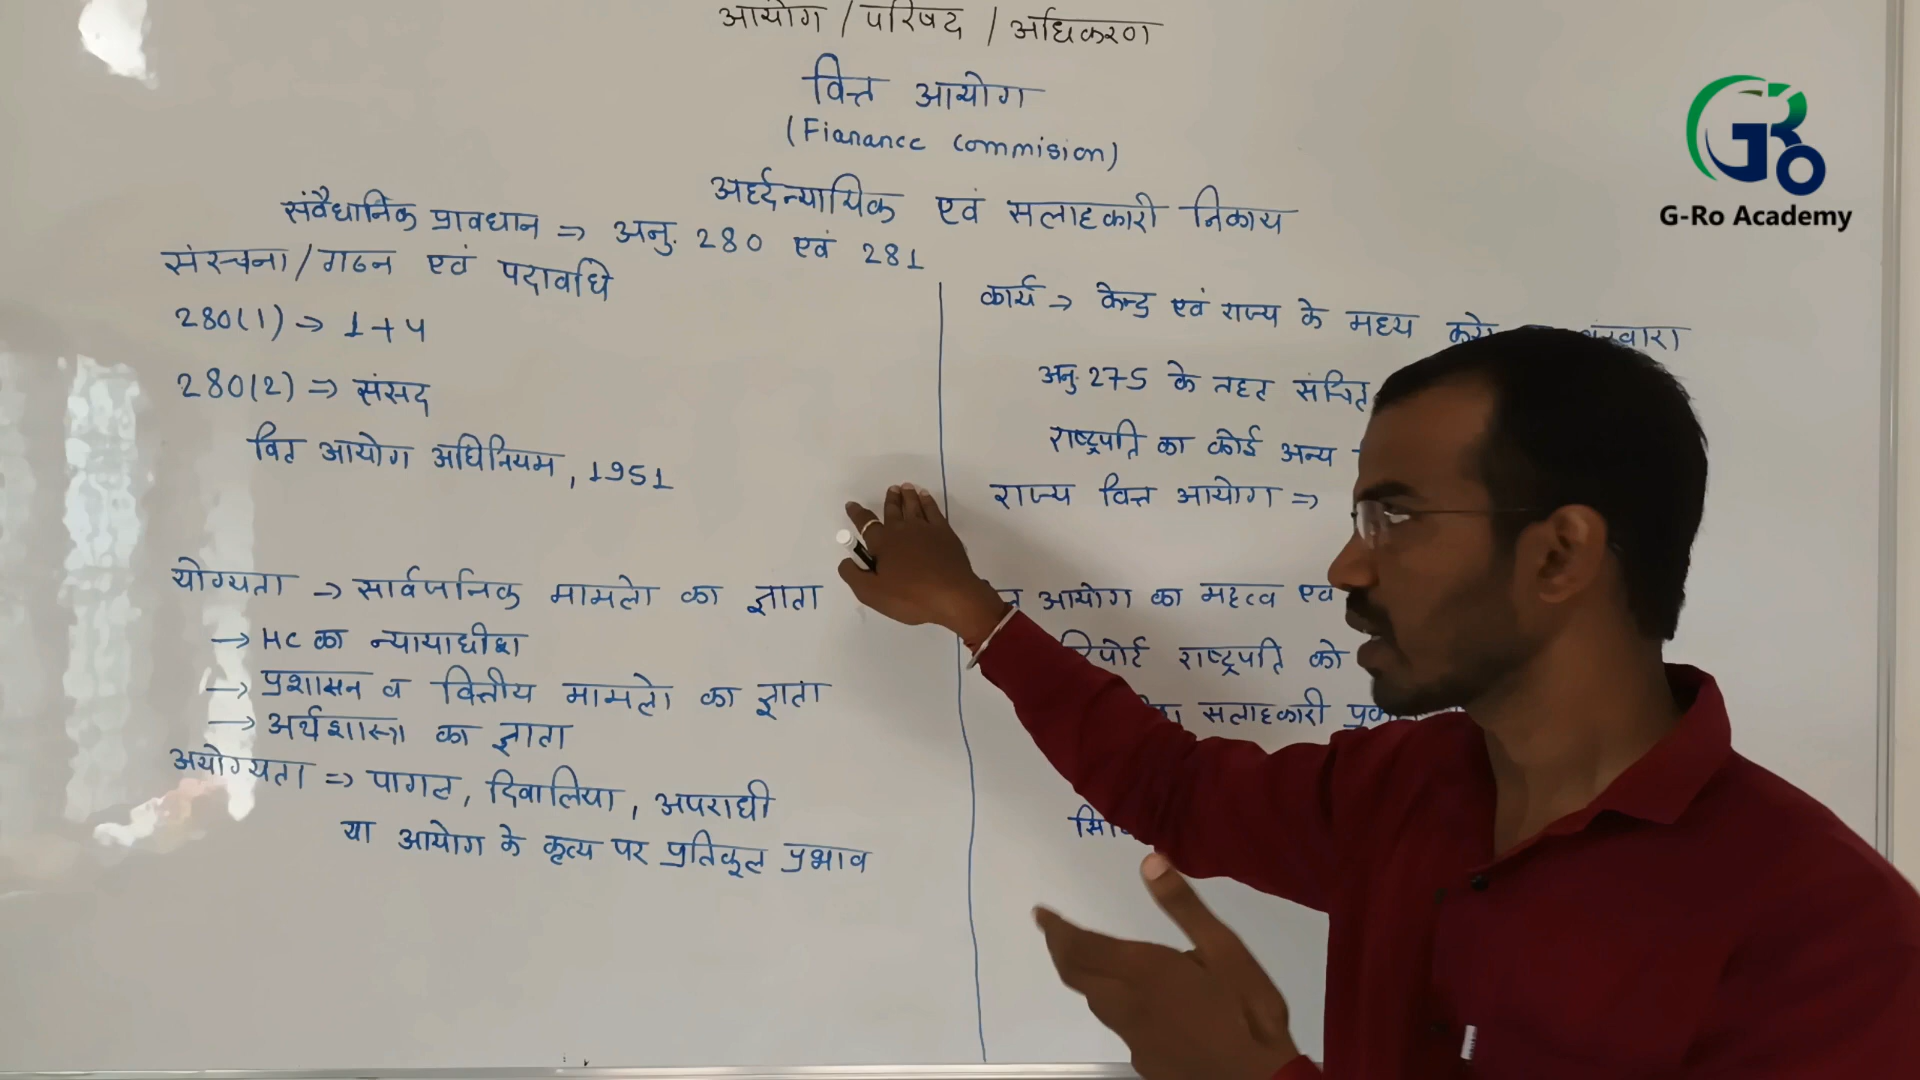 आयोग / परिषद / अधिकरण
वित्त आयोग
(Fianance Commision)
अर्द्दन्यायिक एवं सलाहकारी निकाय
संवैधानिक प्रावधान => अनु. 280 एवं 281
संरचना/गठन एवं पदावधि
280(1) => 1+4
280(2) => संसद
वित आयोग अधिनियम, 1951
योग्यता -> सार्वजनिक मामलो का ज्ञाता
-> HC का न्यायाधीश
-> प्रशासन व वित्तीय मामलो का ज्ञाता
-> अर्थशास्त्र का ज्ञाता
अयोग्यता => पागल, दिवालिया, अपराधी
या आयोग के कृत्य पर प्रतिकूल प्रभाव
कार्य -> केन्द्र एवं राज्य के मध्य
अनु. 275 के तहत संचित
राष्ट्रपति का कोई अन्य
राज्य वित्त आयोग =>
आयोग का महत्व एवं
राष्ट्रपति को
सलाहकारी
G-Ro Academy